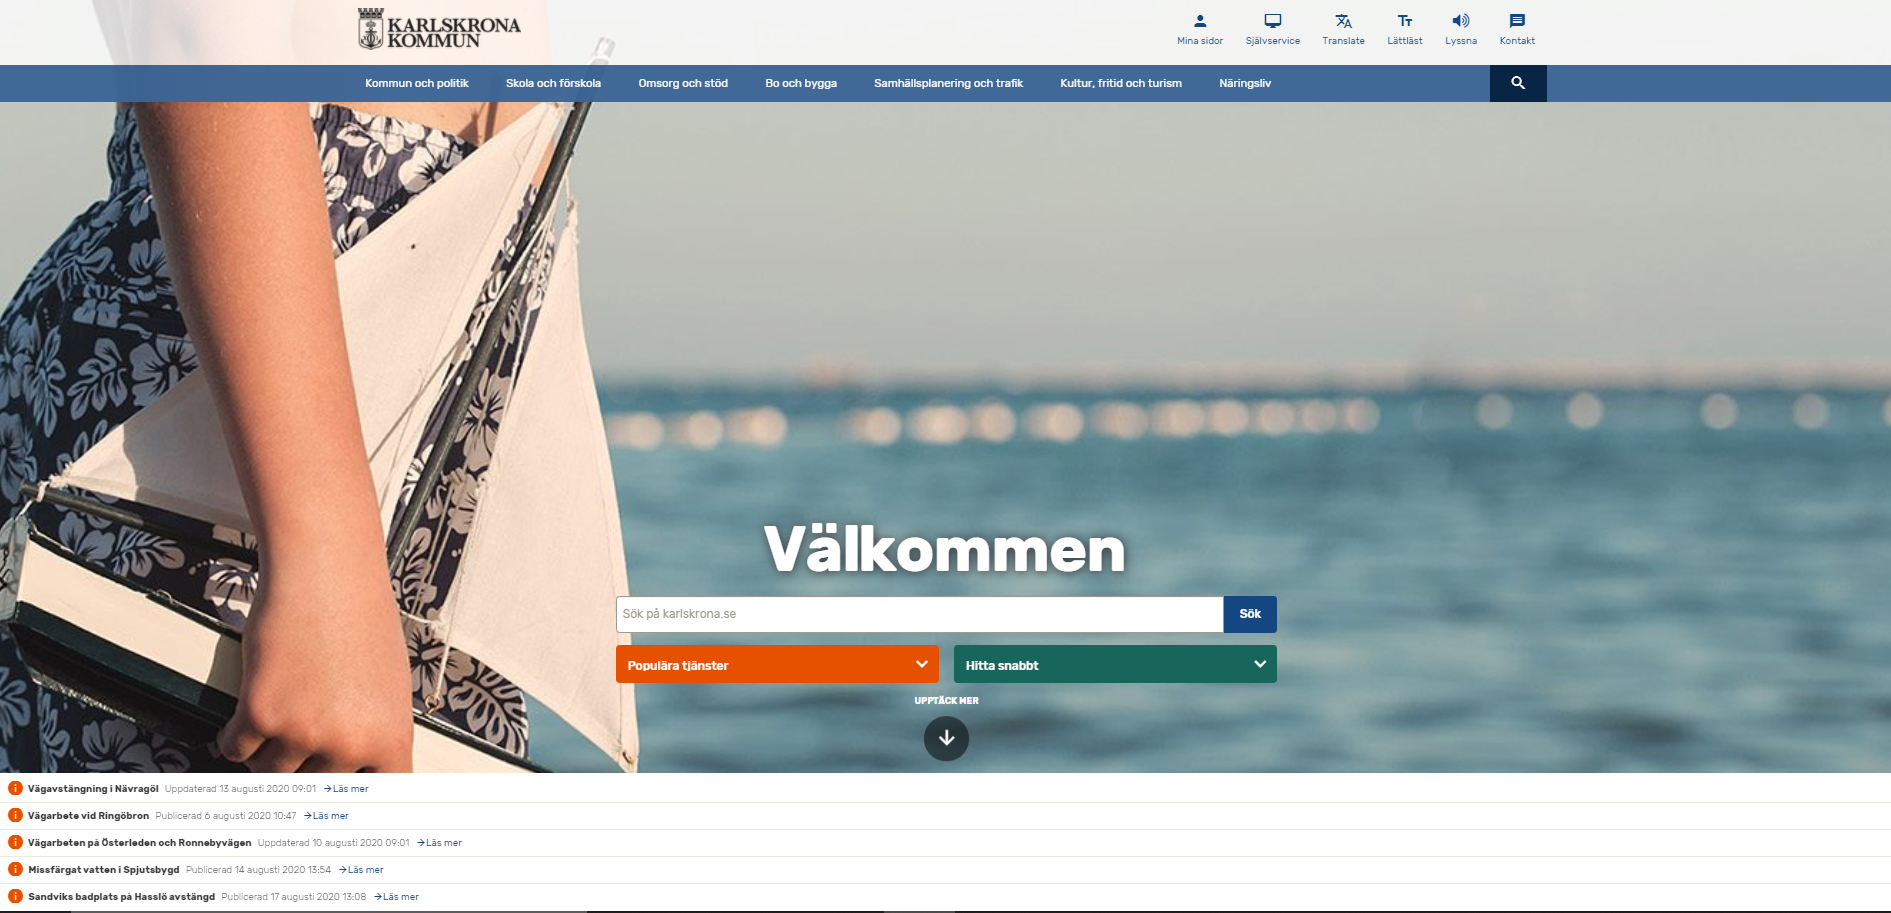 KARLSKRONA
KOMMUN
Mina sidor
Självservice
Translate
Lättläst
Lyssna
Kontakt
Kommun och politik
Skola och förskola
Omsorg och stöd
Bo och bygga
Samhällsplanering och trafik
Kultur, fritid och turism
Näringsliv
Välkommen
Sök på karlskrona.se
Sök
Populära tjänster
Hitta snabbt
UPPTÄCK MER
Vägavstängning i Nävragöl Uppdaterad 13 augusti 2020 09:01 →Läs mer
Vägarbete vid Ringöbron Publicerad 6 augusti 2020 10:47 →Läs mer
Vägarbeten på Österleden och Ronnebyvägen Uppdaterad 10 augusti 2020 09:01 →Läs mer
Missfärgat vatten i Spjutsbygd Publicerad 14 augusti 2020 13:54 →Läs mer
Sandviks badplats på Hasslö avstängd Publicerad 17 augusti 2020 13:08 →Läs mer